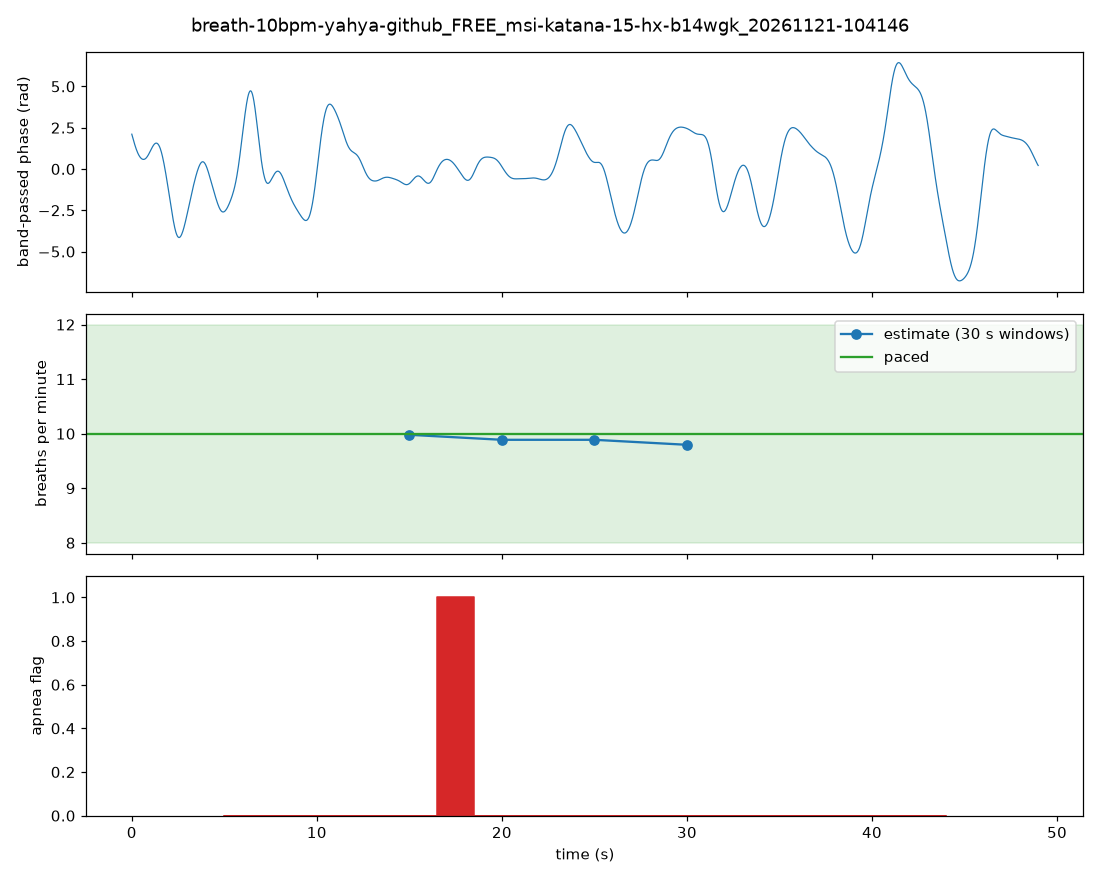 breath-10bpm-yahya-github_FREE_msi-katana-15-hx-b14wgk_20261121-104146
band-passed phase (rad)
5.0
2.5
0.0
−2.5
−5.0
breaths per minute
12
11
10
9
8
estimate (30 s windows)
paced
apnea flag
1.0
0.8
0.6
0.4
0.2
0.0
0 10 20 30 40 50
time (s)